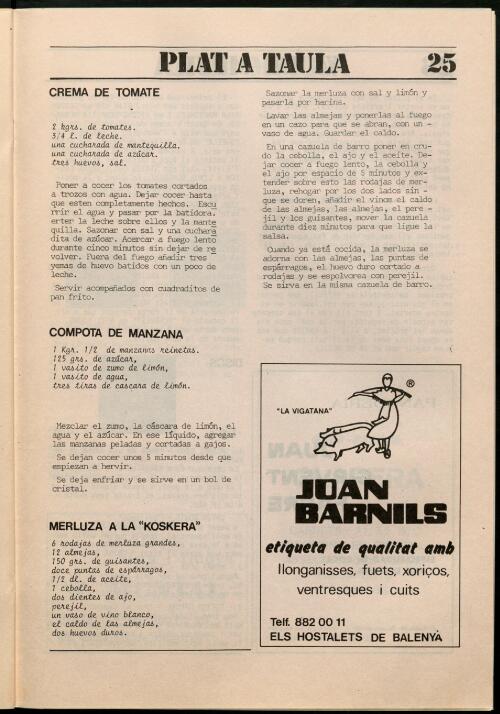 PLAT A TAULA
25
CREMA DE TOMATE
2 kgrs. de tomates.
3/4 l. de leche.
una cucharada de mantequilla.
una cucharada de azúcar.
tres huevos, sal.
Poner a cocer los tomates cortados
a trozos con agua. Dejar cocer hasta
que esten completamente hechos. Escu
rrir el agua y pasar por la batidora.
erter la leche sobre ellos y la mante
quilla. Sazonar con sal y una cuchara
dita de azúcar. Acercar a fuego lento
durante cinco minutos sin dejar de re
volver. Fuera del fuego añadir tres
yemas de huevo batidos con un poco de
leche.
Servir acompañados con cuadraditos de
pan frito.
COMPOTA DE MANZANA
1 Kgr. 1/2 de manzanas reinetas.
125 grs. de azúcar,
1 vasito de zumo de limón,
1 vasito de agua,
tres tiras de cascara de limón.
Mezclar el zumo, la cáscara de limón, el
agua y el azúcar. En ese líquido, agregar
las manzanas peladas y cortadas a gajos.
Se dejan cocer unos 5 minutos desde que
empiezan a hervir.
Se deja enfriar y se sirve en un bol de
cristal.
MERLUZA A LA "KOSKERA"
6 rodajas de merluza grandes,
12 almejas,
150 grs. de guisantes,
doce puntas de espárragos,
1/2 dl. de aceite,
1 cebolla,
dos dientes de ajo,
perejil,
un vaso de vino blanco,
el caldo de las almejas,
dos huevos duros.
Sazonar la merluza con sal y limón y
pasarla por harina.
Lavar las almejas y ponerlas al fuego
en un cazo para que se abran, con un -
vaso de agua. Guardar el caldo.
En una cazuela de barro poner en cru-
do la cebolla, el ajo y el aceite. De-
jar cocer a fuego lento, la cebolla y
el ajo por espacio de 5 minutos y ex-
tender sobre esto las rodajas de mer-
luza, rehogar por los dos lados sin -
que se doren, añadir el vinom el caldo
de las almejas, las almejas, el pere-
jil y los guisantes, mover la cazuela
durante diez minutos para que ligue la
salsa.
Cuando ya está cocida, la merluza se
adorna con las almejas, las puntas de
espárragos, el huevo duro cortado a
rodajas y se espolvorea con perejil.
Se sirva en la misma cazuela de barro.
®
"LA VIGATANA"
JOAN
BARNILS
etiqueta de qualitat amb
llonganisses, fuets, xoriços,
ventresques i cuits
Telf. 882 00 11
ELS HOSTALETS DE BALENYÀ